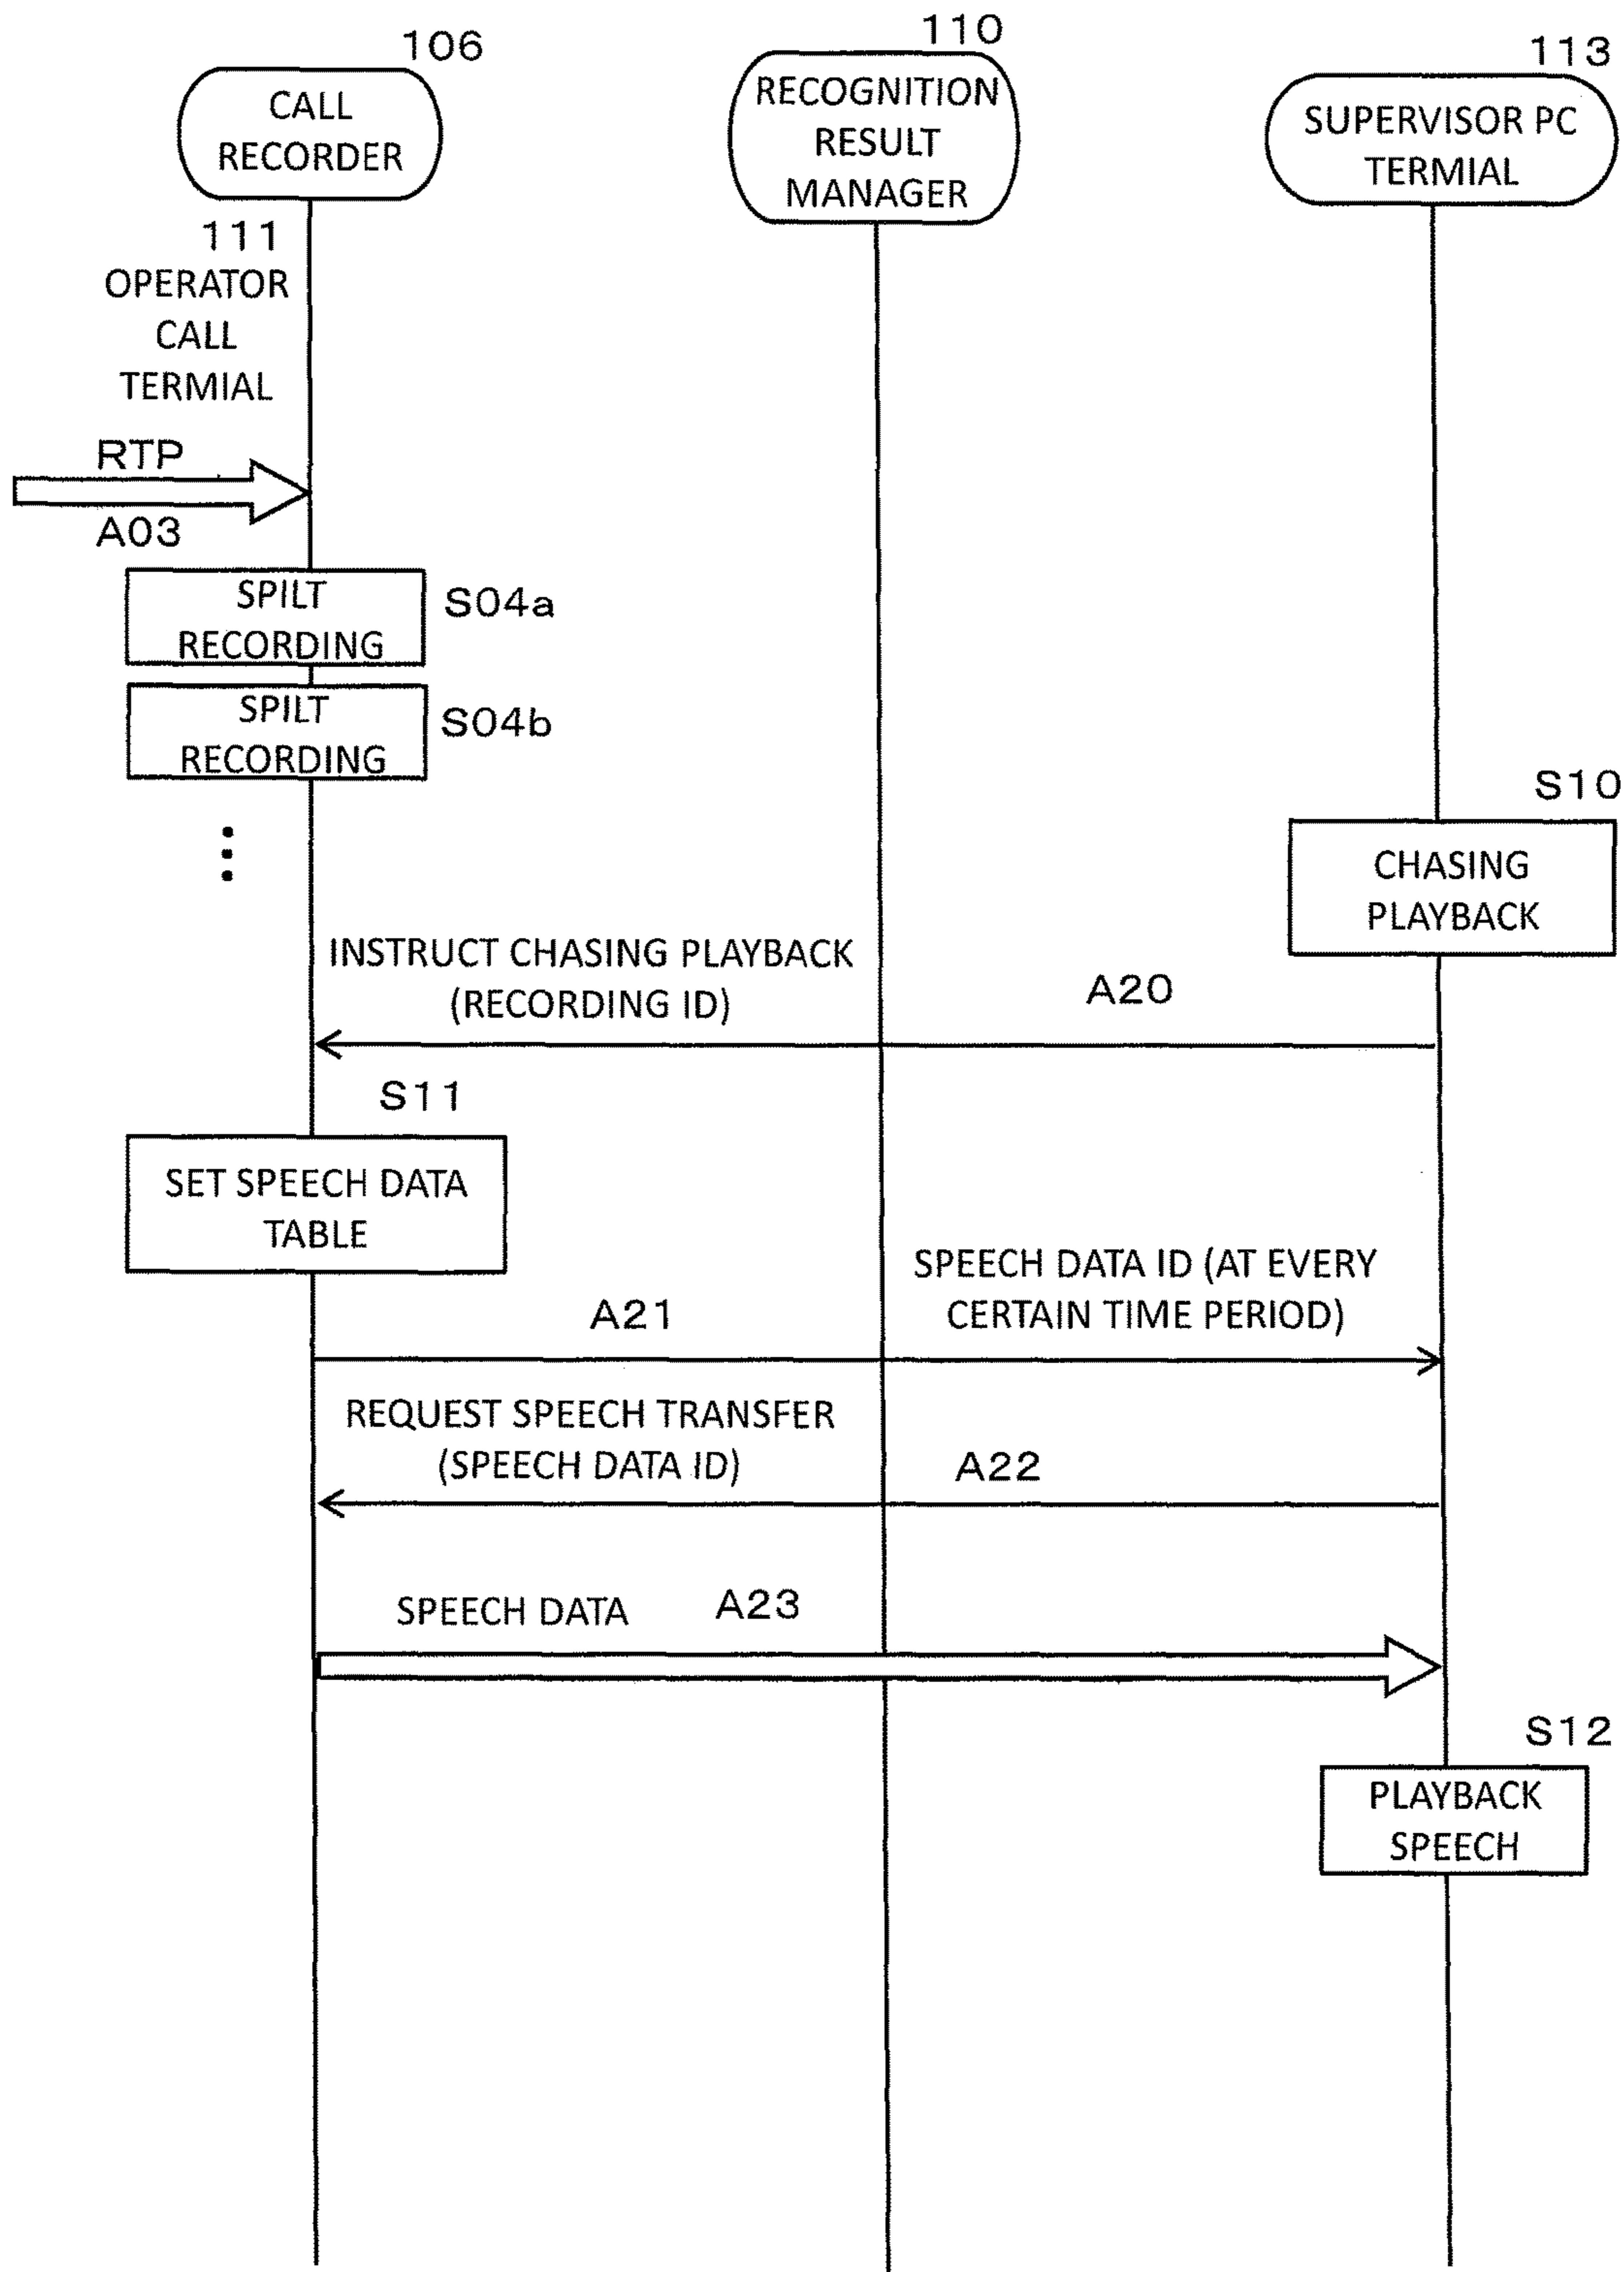 106
CALL
RECORDER
110
RECOGNITION
RESULT
MANAGER
113
SUPERVISOR PC
TERMIAL
111
OPERATOR
CALL
TERMIAL
RTP
A03
SPILT
RECORDING
S04a
SPILT
RECORDING
S04b
S10
CHASING
PLAYBACK
INSTRUCT CHASING PLAYBACK
(RECORDING ID)
A20
S11
SET SPEECH DATA
TABLE
SPEECH DATA ID (AT EVERY
CERTAIN TIME PERIOD)
A21
REQUEST SPEECH TRANSFER
(SPEECH DATA ID)
A22
SPEECH DATA
A23
S12
PLAYBACK
SPEECH